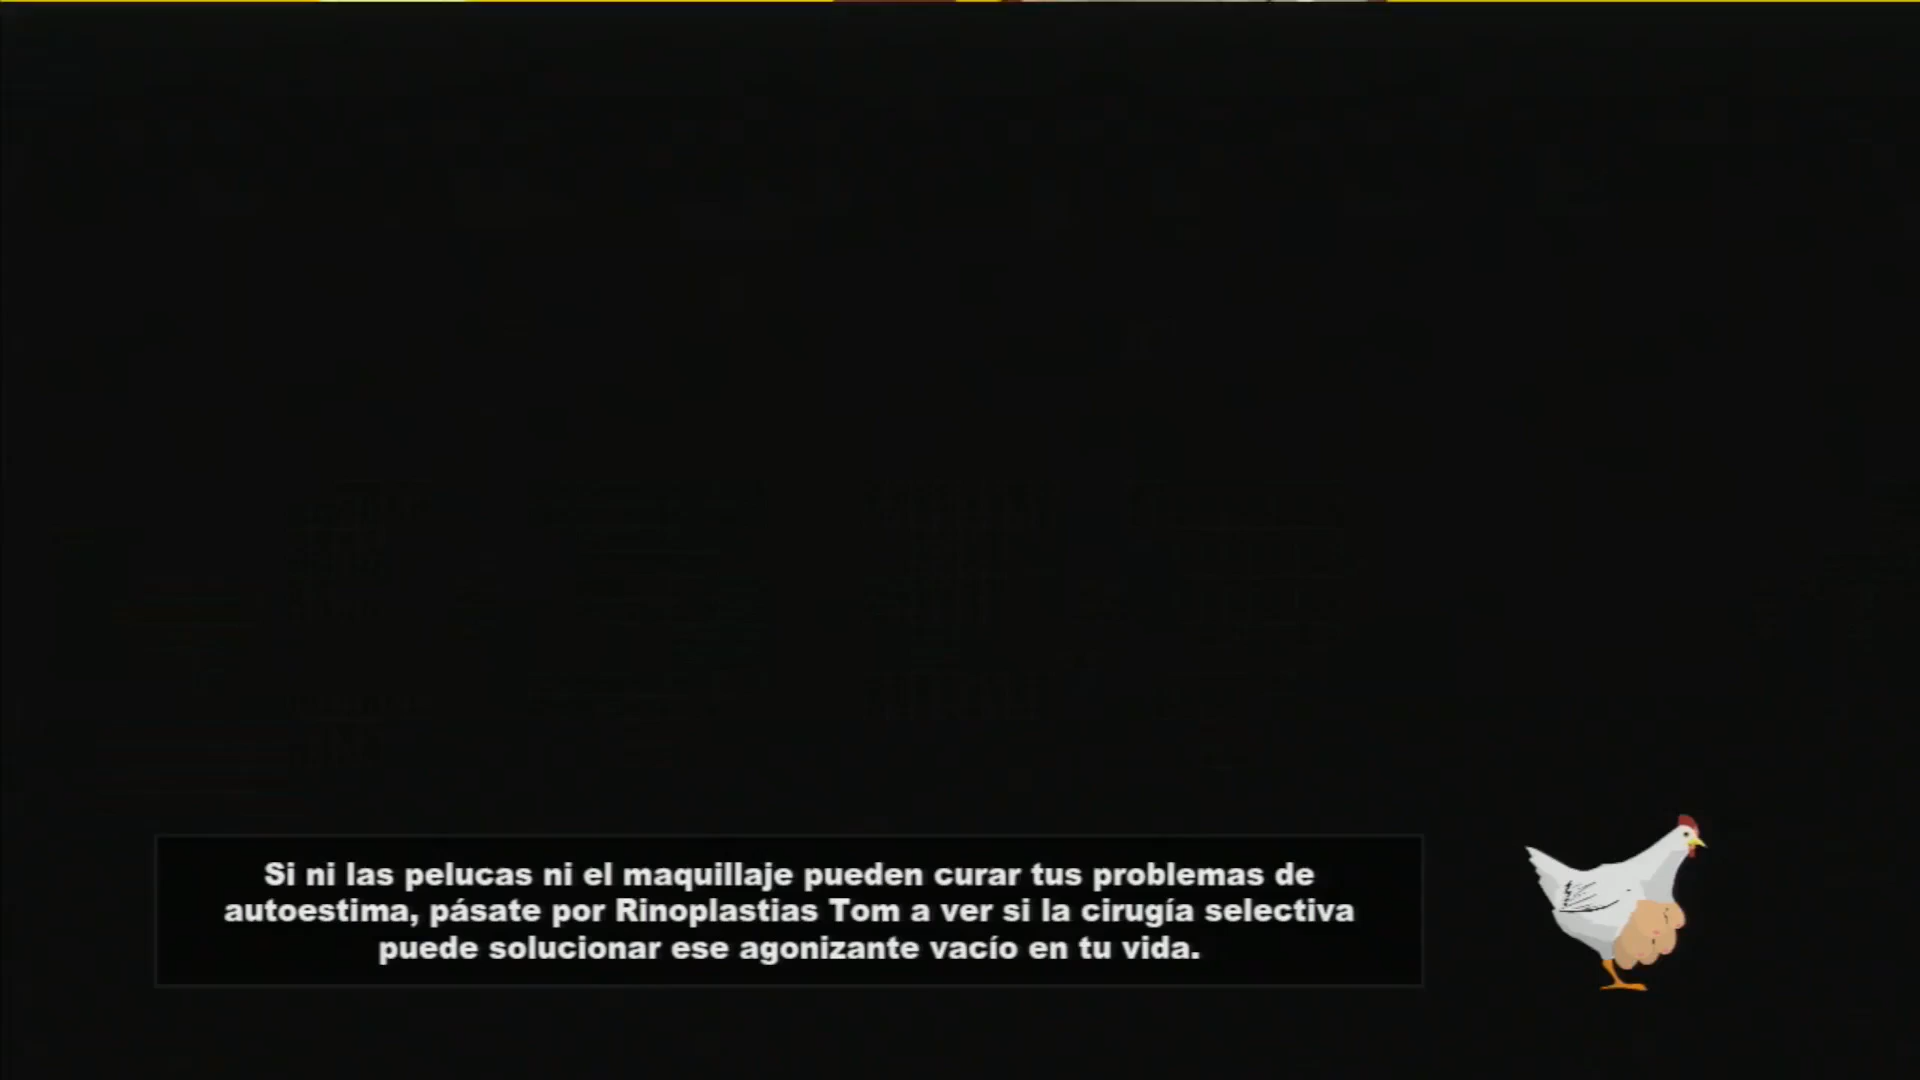 Si ni las pelucas ni el maquillaje pueden curar tus problemas de
autoestima, pásate por Rinoplastias Tom a ver si la cirugía selectiva
puede solucionar ese agonizante vacío en tu vida.